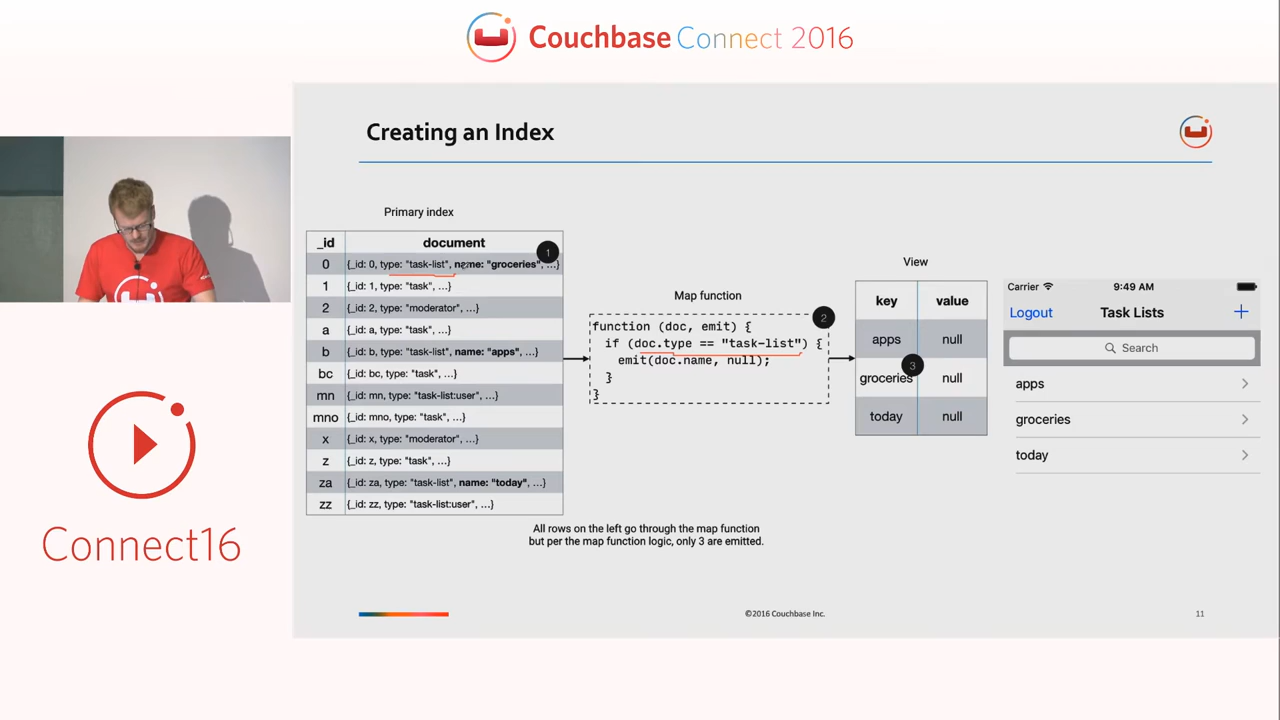 Couchbase Connect 2016
Creating an Index
Primary index
_id document
1
0 {_id: 0, type: "task-list", name: "groceries", ...}
1 {_id: 1, type: "task", ...}
2 {_id: 2, type: "moderator", ...}
a {_id: a, type: "task", ...}
b {_id: b, type: "task-list", name: "apps", ...}
bc {_id: bc, type: "task", ...}
mn {_id: mn, type: "task-list:user", ...}
mno {_id: mno, type: "task", ...}
x {_id: x, type: "moderator", ...}
z {_id: z, type: "task", ...}
za {_id: za, type: "task-list", name: "today", ...}
zz {_id: zz, type: "task-list:user", ...}
Map function
2
function (doc, emit) {
if (doc.type == "task-list") {
emit(doc.name, null);
}
}
View
key value
apps null
3
groceries null
today null
Carrier 9:49 AM
Logout Task Lists +
Search
apps
groceries
today
All rows on the left go through the map function
but per the map function logic, only 3 are emitted.
©2016 Couchbase Inc.
11
Connect16